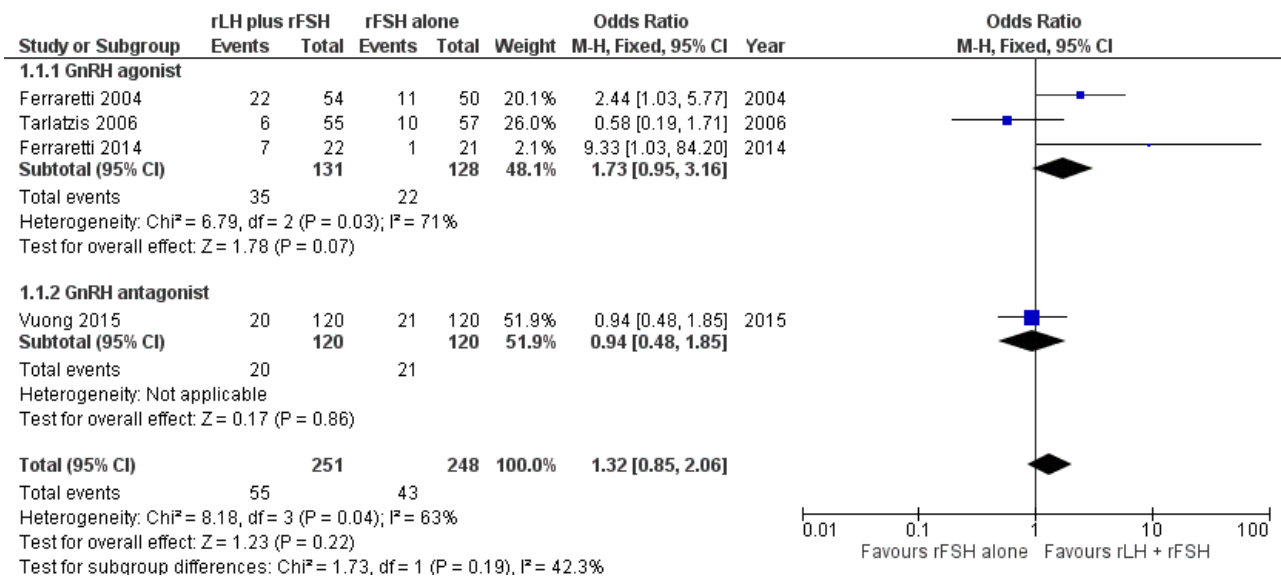 rLH plus rFSH rFSH alone Odds Ratio Odds Ratio
Study or Subgroup Events Total Events Total Weight M-H, Fixed, 95% CI Year M-H, Fixed, 95% CI
1.1.1 GnRH agonist
Ferraretti 2004 22 54 11 50 20.1% 2.44 [1.03, 5.77] 2004
Tarlatzis 2006 6 55 10 57 26.0% 0.58 [0.19, 1.71] 2006
Ferraretti 2014 7 22 1 21 2.1% 9.33 [1.03, 84.20] 2014
Subtotal (95% CI) 131 128 48.1% 1.73 [0.95, 3.16]
Total events 35 22
Heterogeneity: Chi² = 6.79, df = 2 (P = 0.03); I² = 71%
Test for overall effect: Z = 1.78 (P = 0.07)
1.1.2 GnRH antagonist
Vuong 2015 20 120 21 120 51.9% 0.94 [0.48, 1.85] 2015
Subtotal (95% CI) 120 120 51.9% 0.94 [0.48, 1.85]
Total events 20 21
Heterogeneity: Not applicable
Test for overall effect: Z = 0.17 (P = 0.86)
Total (95% CI) 251 248 100.0% 1.32 [0.85, 2.06]
Total events 55 43
Heterogeneity: Chi² = 8.18, df = 3 (P = 0.04); I² = 63%
Test for overall effect: Z = 1.23 (P = 0.22)
Test for subgroup differences: Chi² = 1.73, df = 1 (P = 0.19), I² = 42.3%
0.01 0.1 1 10 100
Favours rFSH alone Favours rLH + rFSH